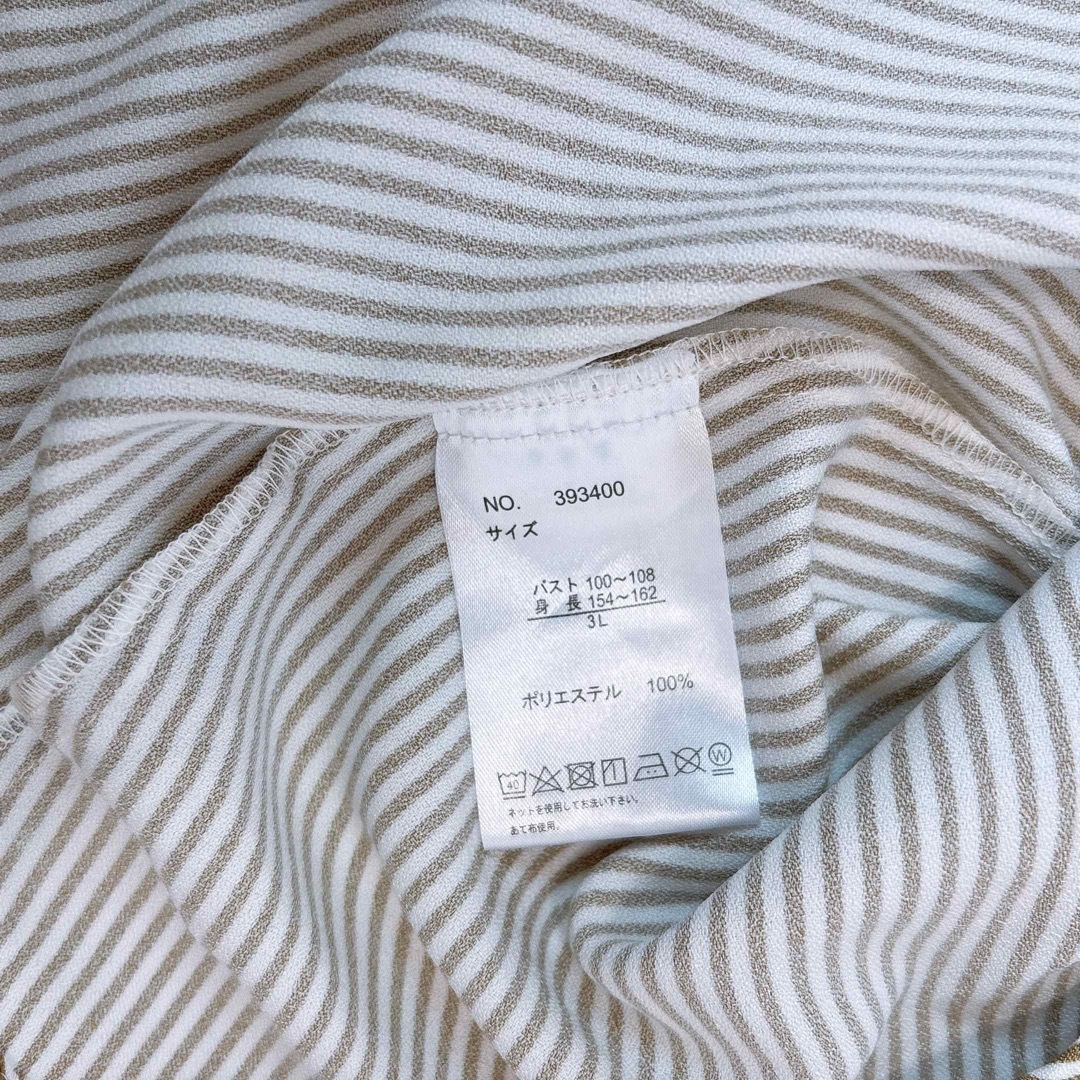 NO. 393400
サイズ
バスト 100～108
身 長 154～162
3L
ポリエステル 100%
40 W
ネットを使用してお洗い下さい。
あて布使用。